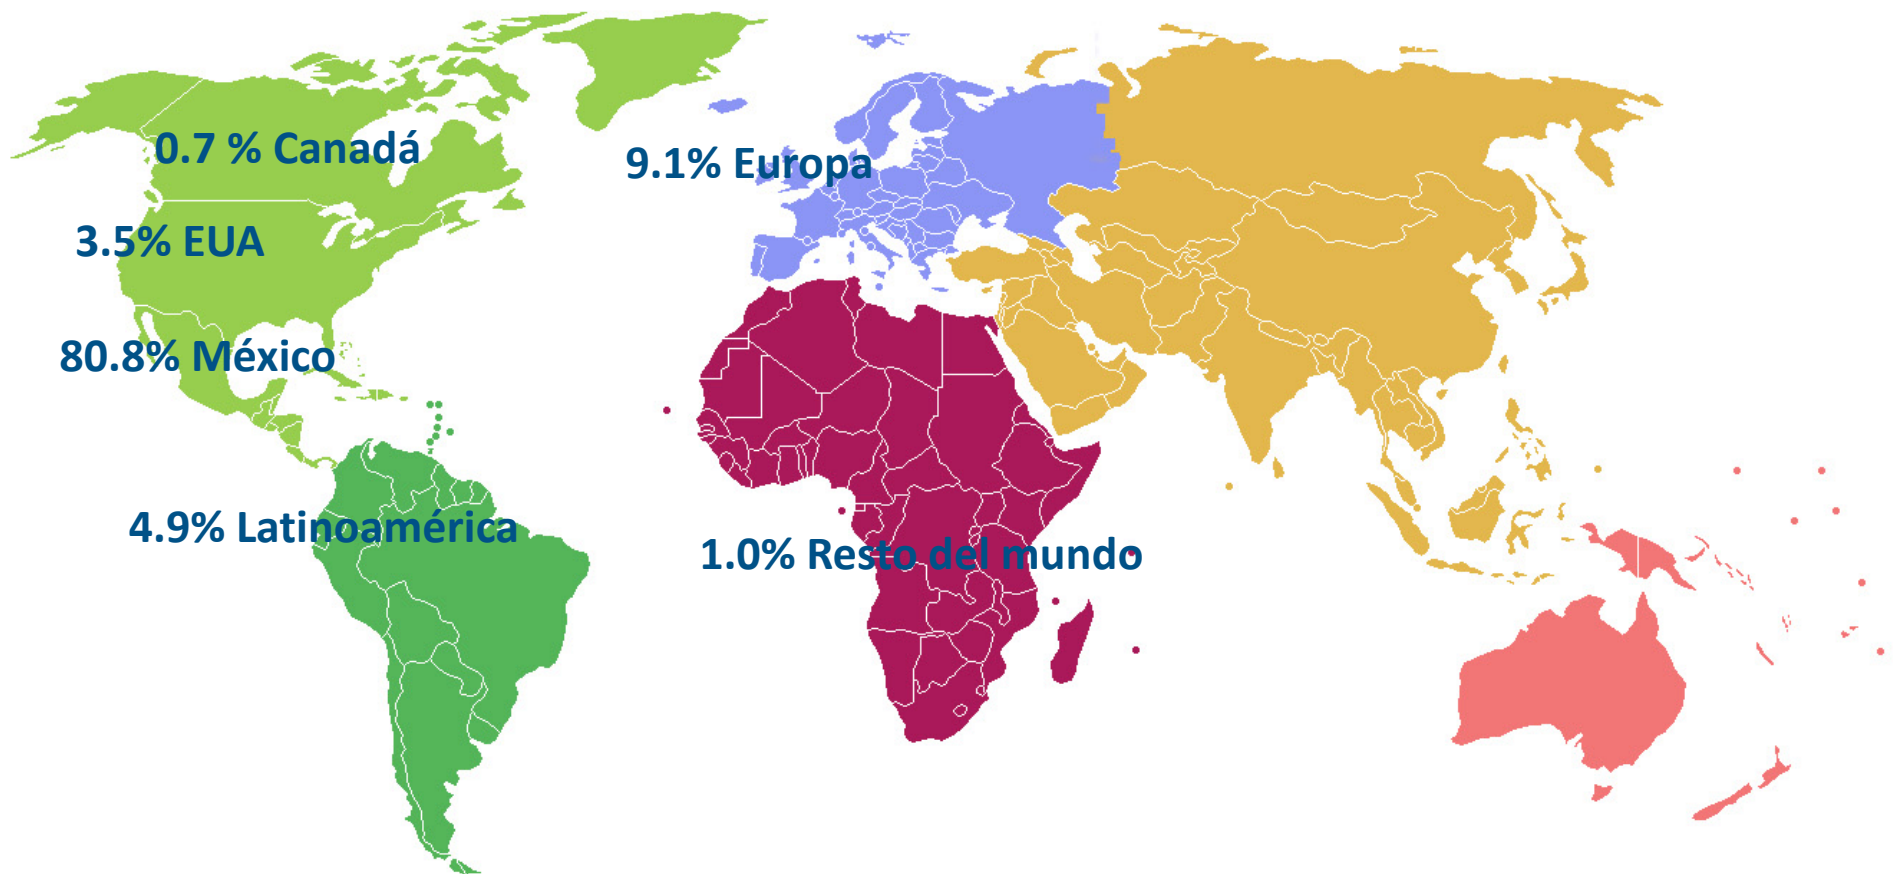 0.7 % Canadá
9.1% Europa
3.5% EUA
80.8% México
4.9% Latinoamérica
1.0% Resto del mundo